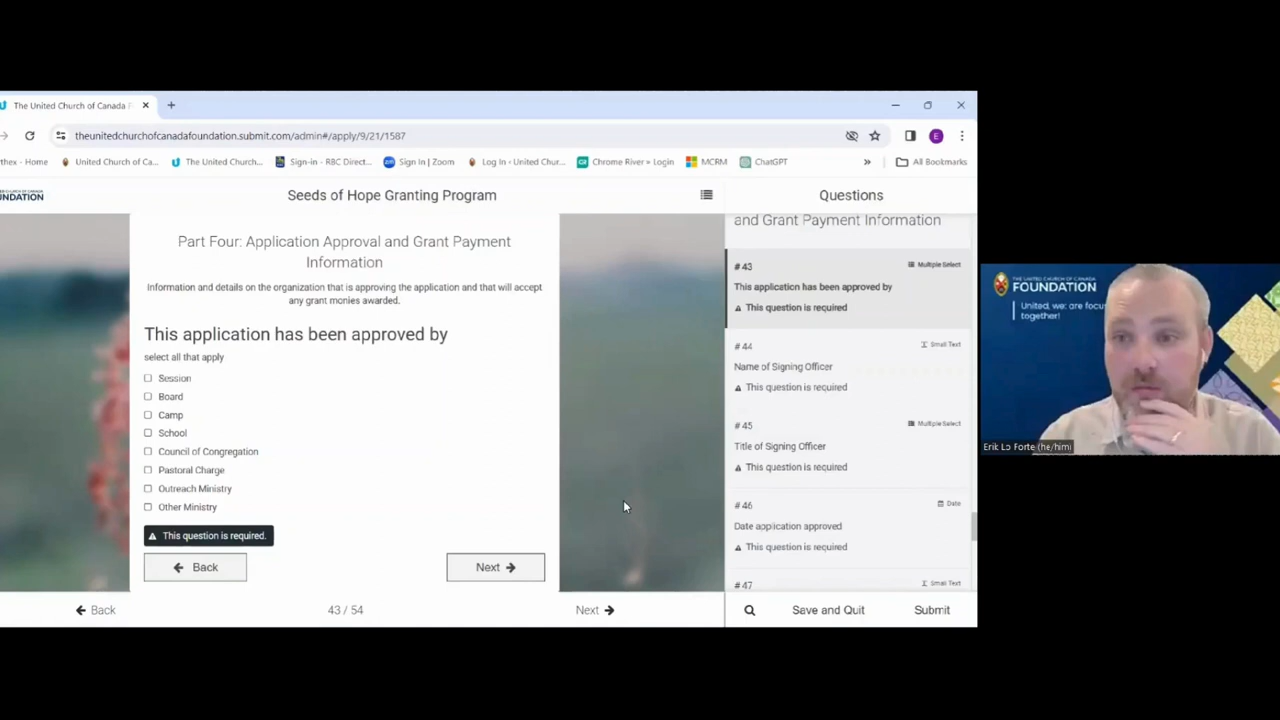 The United Church of Canada F
theunitedchurchofcanadafoundation.submit.com/admin#/apply/9/21/1587
E
rthex - Home
United Church of Ca...
The United Church...
Sign-in - RBC Direct...
Sign In | Zoom
Log In ‹ United Chur...
Chrome River » Login
MCRM
ChatGPT
»
All Bookmarks
UNDATION
Seeds of Hope Granting Program
Questions
Part Four: Application Approval and Grant Payment
Information
Information and details on the organization that is approving the application and that will accept
any grant monies awarded.
This application has been approved by
select all that apply
Session
Board
Camp
School
Council of Congregation
Pastoral Charge
Outreach Ministry
Other Ministry
This question is required.
Back
Next
Back
43 / 54
Next
and Grant Payment Information
# 43
Multiple Select
This application has been approved by
This question is required
# 44
Small Text
Name of Signing Officer
This question is required
# 45
Multiple Select
Title of Signing Officer
This question is required
# 46
Date
Date application approved
This question is required
# 47
Small Text
Save and Quit
Submit
THE UNITED CHURCH OF CANADA
FOUNDATION
United, we: are focu
together!
Erik Lo Forte (he/him)